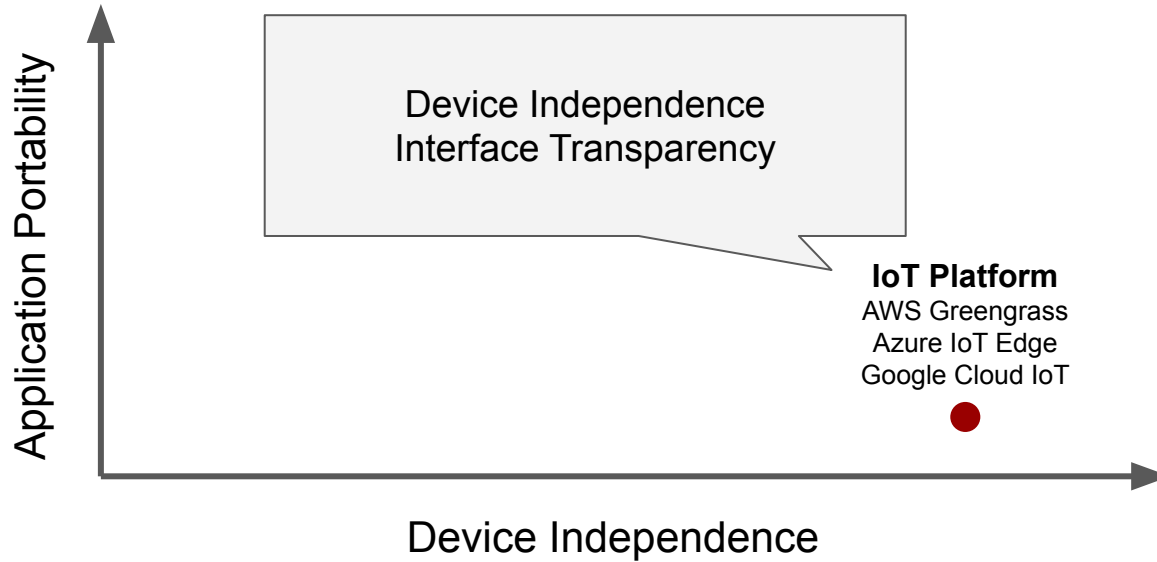 Application Portability
Device Independence
Interface Transparency
IoT Platform
AWS Greengrass
Azure IoT Edge
Google Cloud IoT
Device Independence